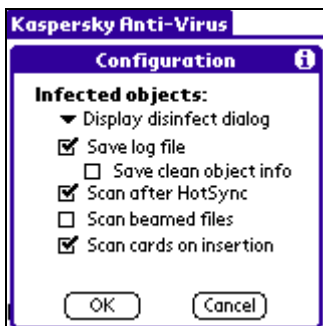 Kaspersky Anti-Virus
Configuration i
Infected objects:
Display disinfect dialog
Save log file
Save clean object info
Scan after HotSync
Scan beamed files
Scan cards on insertion
OK Cancel